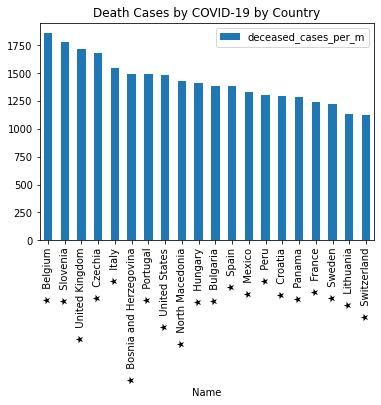 Death Cases by COVID-19 by Country
deceased_cases_per_m
1750
1500
1250
1000
750
500
250
0
★ Belgium
★ Slovenia
★ United Kingdom
★ Czechia
★ Italy
★ Bosnia and Herzegovina
★ Portugal
★ United States
★ North Macedonia
★ Hungary
★ Bulgaria
★ Spain
★ Mexico
★ Peru
★ Croatia
★ Panama
★ France
★ Sweden
★ Lithuania
★ Switzerland
Name